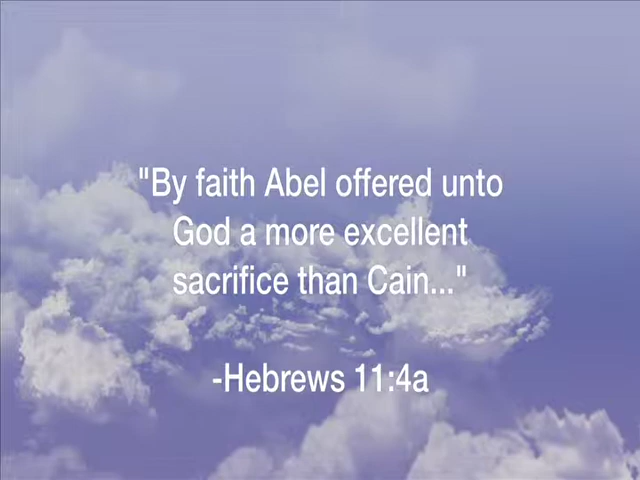 "By faith Abel offered unto
God a more excellent
sacrifice than Cain..."
-Hebrews 11:4a